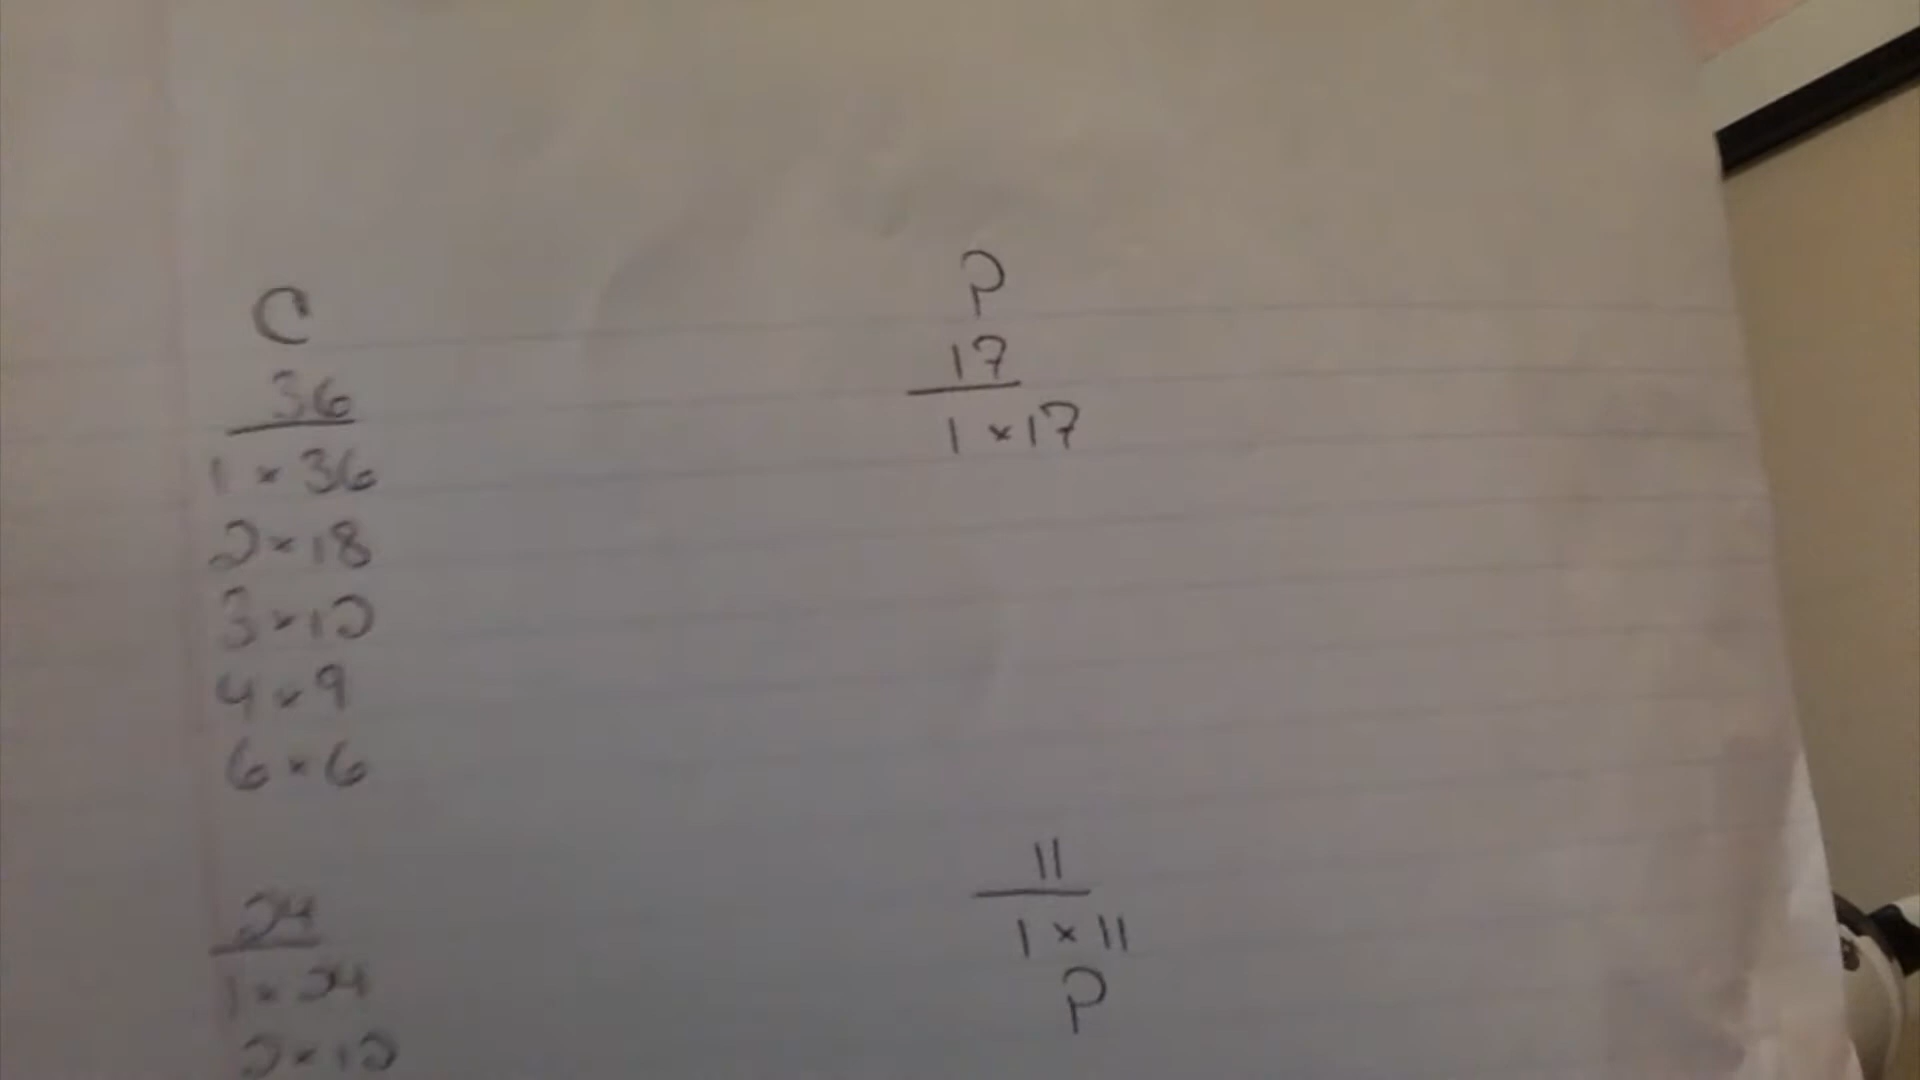 C
36
1 × 36
2 × 18
3 × 12
4 × 9
6 × 6
24
1 × 24
2 × 12
P
17
1 × 17
11
1 × 11
P